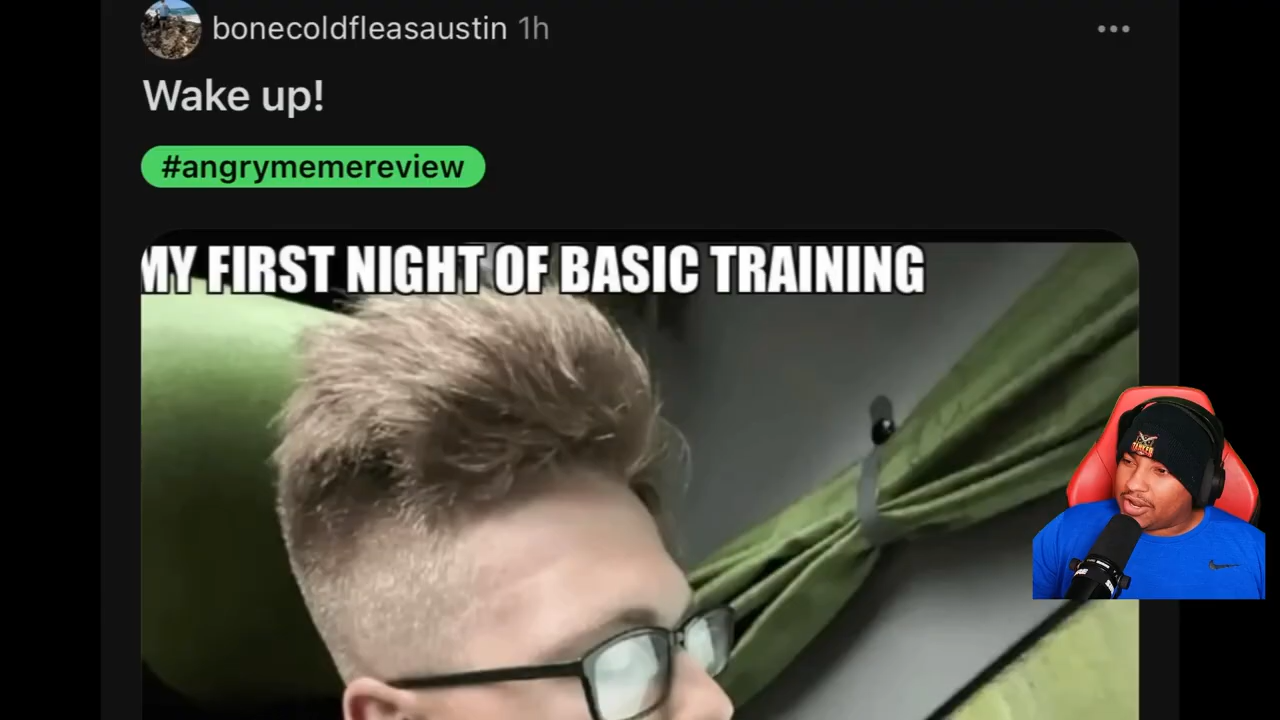 bonecoldfleasaustin 1h
Wake up!
#angrymemereview
MY FIRST NIGHT OF BASIC TRAINING